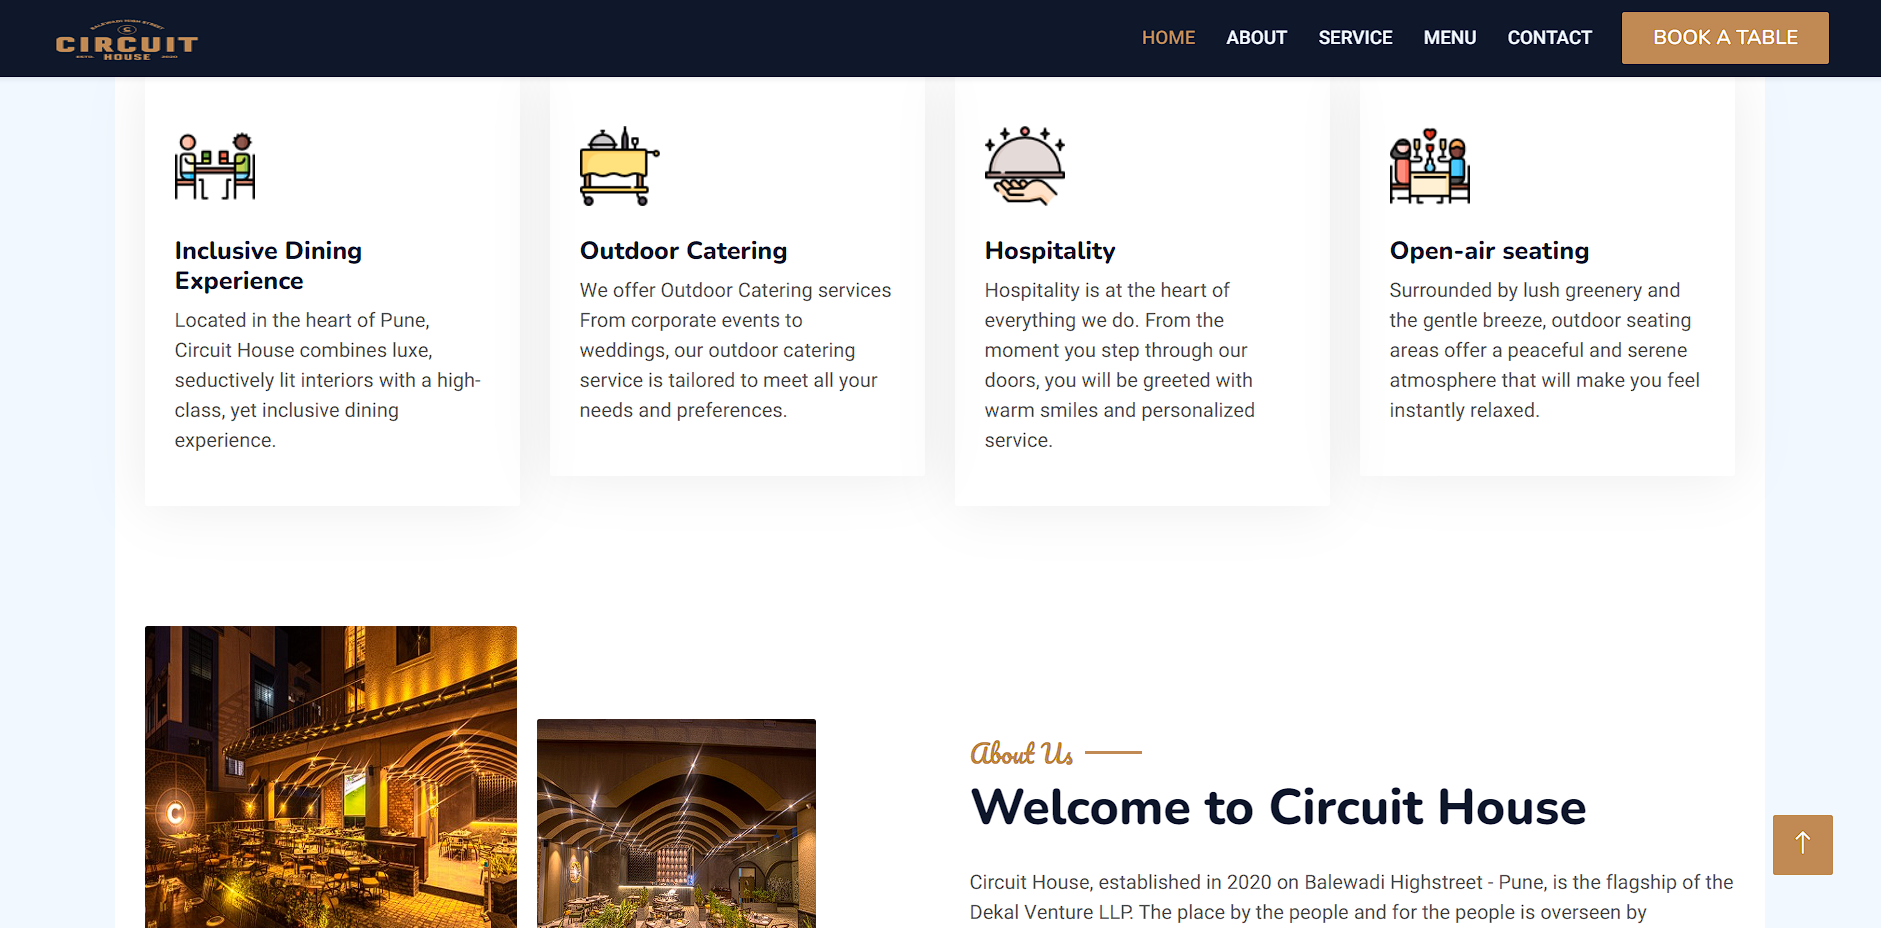 BALEWADI HIGH STREET
C
CIRCUIT
ESTD. HOUSE 2020
HOME ABOUT SERVICE MENU CONTACT BOOK A TABLE
Inclusive Dining
Experience
Located in the heart of Pune,
Circuit House combines luxe,
seductively lit interiors with a high-
class, yet inclusive dining
experience.
Outdoor Catering
We offer Outdoor Catering services
From corporate events to
weddings, our outdoor catering
service is tailored to meet all your
needs and preferences.
Hospitality
Hospitality is at the heart of
everything we do. From the
moment you step through our
doors, you will be greeted with
warm smiles and personalized
service.
Open-air seating
Surrounded by lush greenery and
the gentle breeze, outdoor seating
areas offer a peaceful and serene
atmosphere that will make you feel
instantly relaxed.
C
About Us
Welcome to Circuit House
Circuit House, established in 2020 on Balewadi Highstreet - Pune, is the flagship of the
Dekal Venture LLP. The place by the people and for the people is overseen by